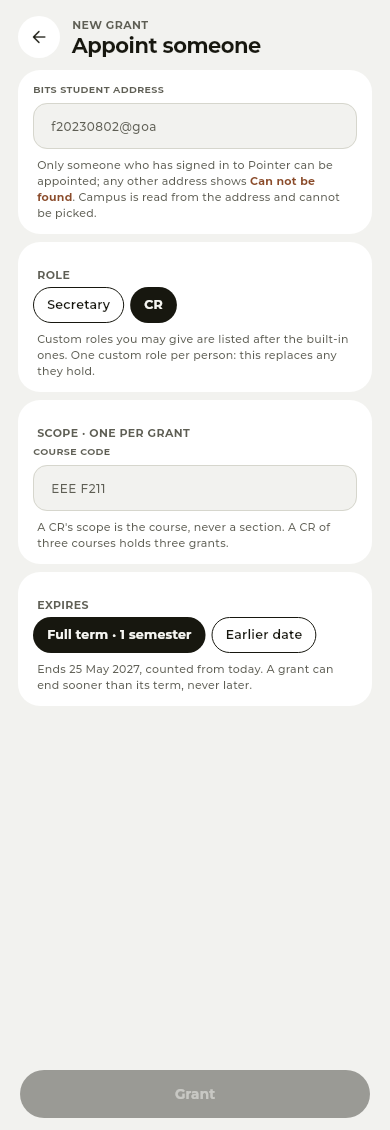 NEW GRANT
Appoint someone
BITS STUDENT ADDRESS
f20230802@goa
Only someone who has signed in to Pointer can be
appointed; any other address shows Can not be
found. Campus is read from the address and cannot
be picked.
ROLE
Secretary CR
Custom roles you may give are listed after the built-in
ones. One custom role per person: this replaces any
they hold.
SCOPE · ONE PER GRANT
COURSE CODE
EEE F211
A CR's scope is the course, never a section. A CR of
three courses holds three grants.
EXPIRES
Full term · 1 semester Earlier date
Ends 25 May 2027, counted from today. A grant can
end sooner than its term, never later.
Grant